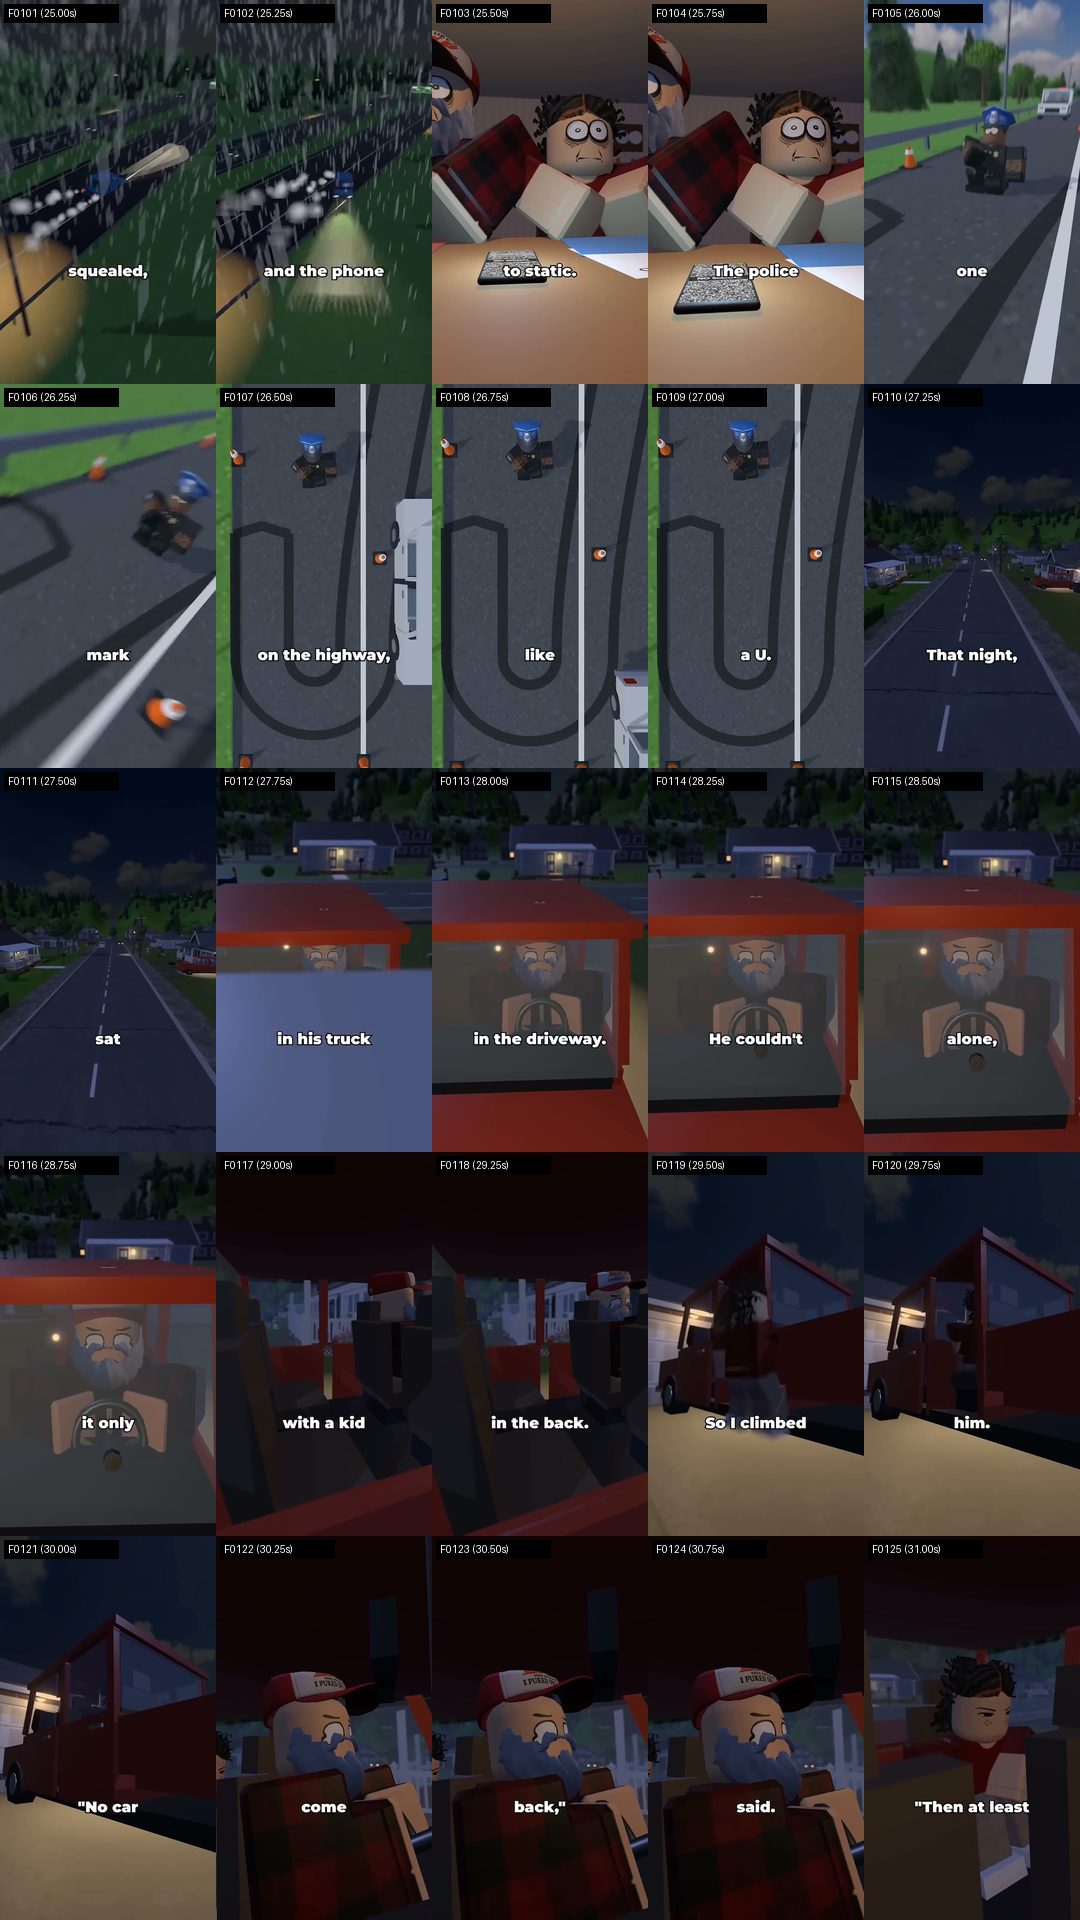 F0101 (25.00s)
squealed,
F0102 (25.25s)
and the phone
F0103 (25.50s)
to static.
F0104 (25.75s)
The police
F0105 (26.00s)
one
F0106 (26.25s)
mark
F0107 (26.50s)
on the highway,
F0108 (26.75s)
like
F0109 (27.00s)
a U.
F0110 (27.25s)
That night,
F0111 (27.50s)
sat
F0112 (27.75s)
in his truck
F0113 (28.00s)
in the driveway.
F0114 (28.25s)
He couldn't
F0115 (28.50s)
alone,
F0116 (28.75s)
it only
F0117 (29.00s)
with a kid
F0118 (29.25s)
in the back.
F0119 (29.50s)
So I climbed
F0120 (29.75s)
him.
F0121 (30.00s)
"No car
F0122 (30.25s)
I PUKED
come
F0123 (30.50s)
I PUKED
back,"
F0124 (30.75s)
I PUKED
said.
F0125 (31.00s)
"Then at least